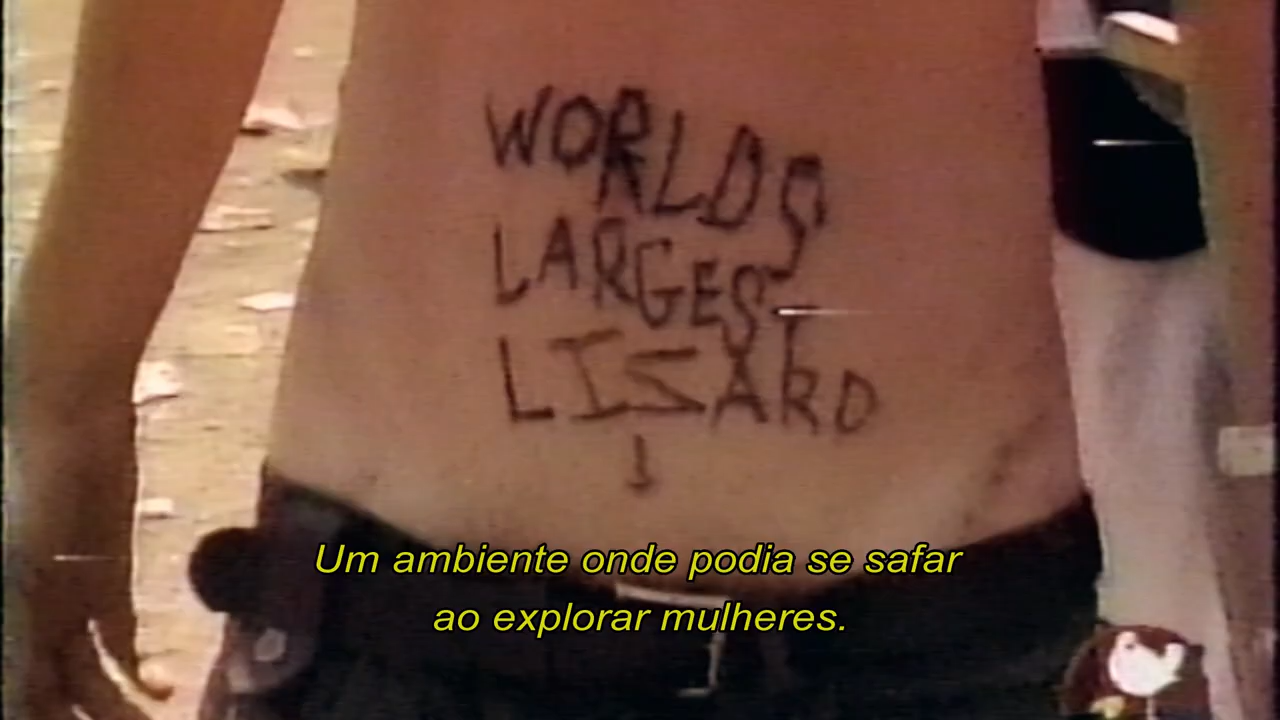 WORLDS
LARGEST
LIZARD
Um ambiente onde podia se safar
ao explorar mulheres.